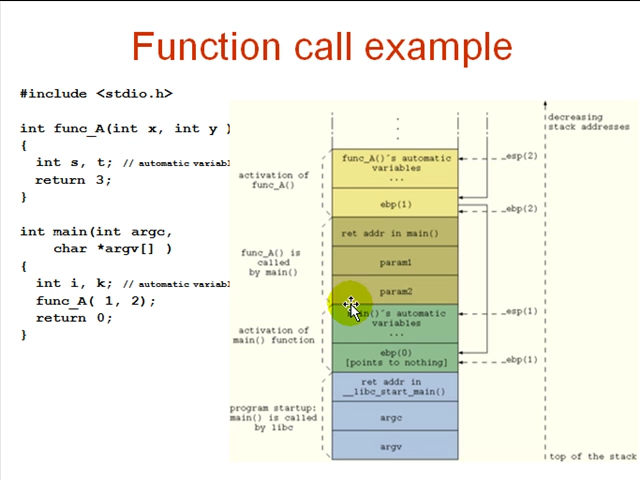 Function call example
#include <stdio.h>
int func_A(int x, int y )
{
int s, t; // automatic variabl
return 3;
}
int main(int argc,
char *argv[] )
{
int i, k; // automatic variabl
func_A( 1, 2);
return 0;
}
decreasing
stack addresses
func_A()'s automatic
variables
...
esp(2)
activation of
func_A()
ebp(1)
ebp(2)
ret addr in main()
func_A() is
called
by main()
param1
param2
main()'s automatic
variables
...
esp(1)
activation of
main() function
ebp(0)
[points to nothing]
ebp(1)
ret addr in
__libc_start_main()
program startup:
main() is called
by libc
argc
argv
top of the stack